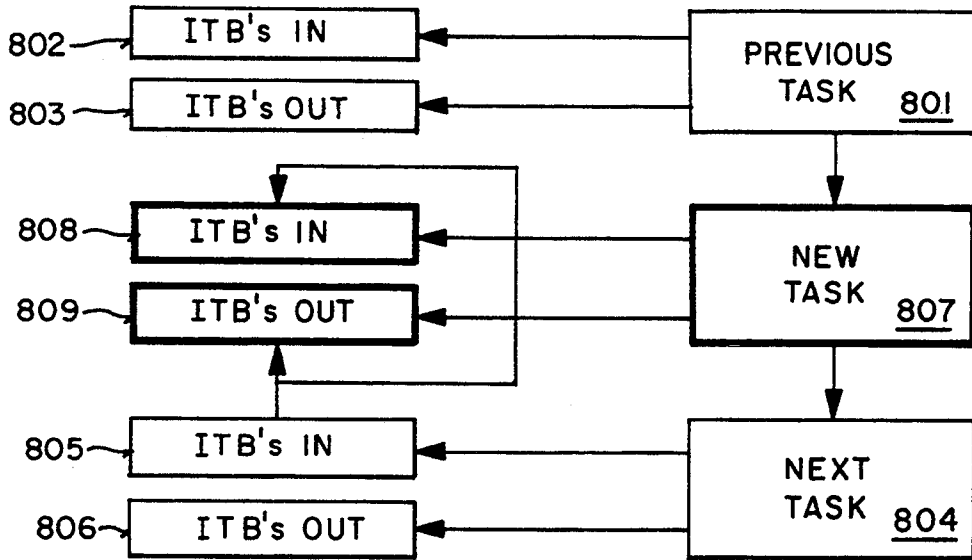 802
ITB's IN
803
ITB's OUT
PREVIOUS
TASK
801
808
ITB's IN
809
ITB's OUT
NEW
TASK
807
805
ITB's IN
806
ITB's OUT
NEXT
TASK
804